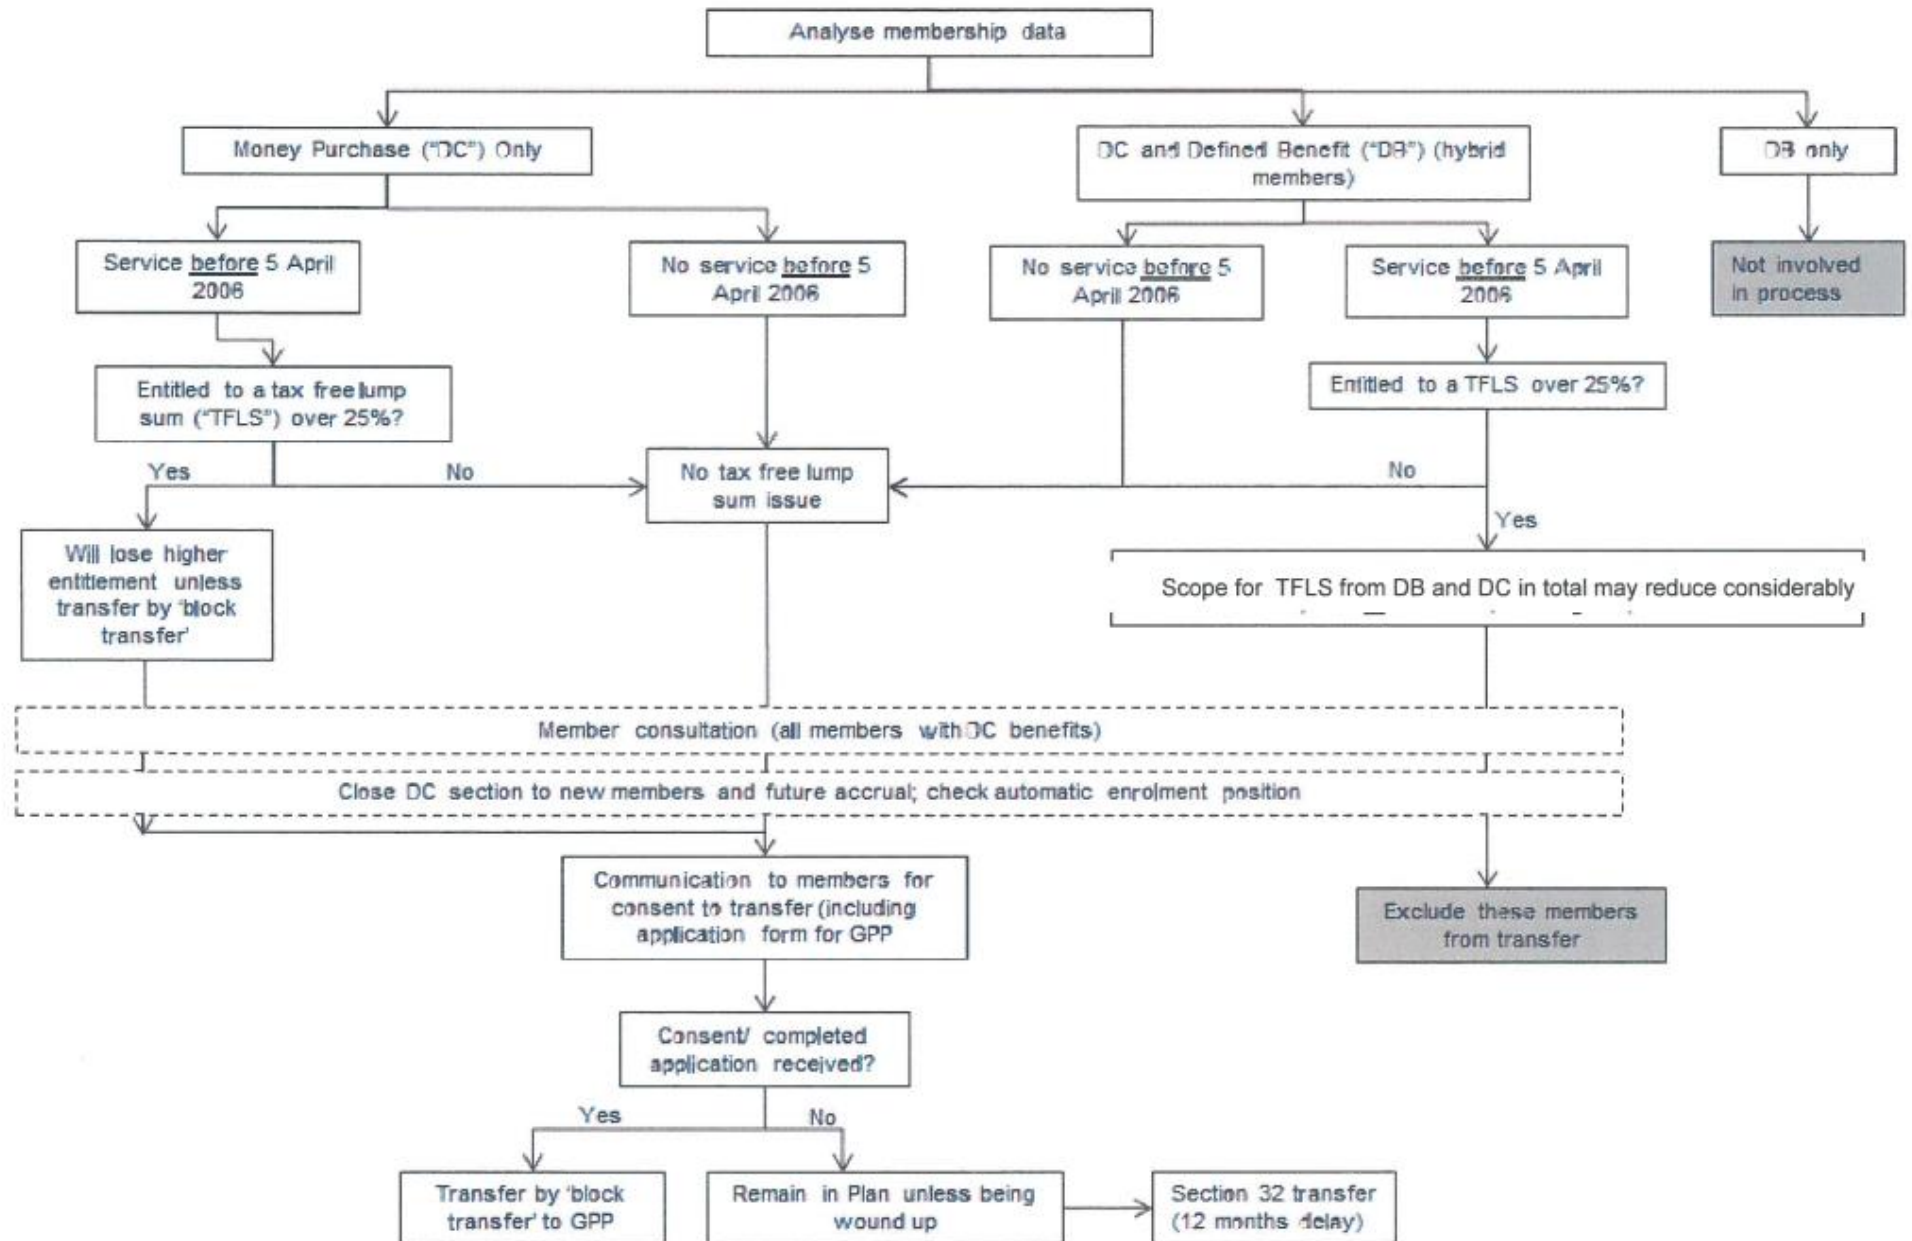 Analyse membership data
Money Purchase ("DC") Only
DC and Defined Benefit ("DB") (hybrid
members)
DB only
Service before 5 April
2006
No service before 5
April 2006
No service before 5
April 2006
Service before 5 April
2006
Not involved
in process
Entitled to a tax free lump
sum ("TFLS") over 25%?
Entitled to a TFLS over 25%?
Yes
No
No tax free lump
sum issue
No
Yes
Will lose higher
entitlement unless
transfer by 'block
transfer'
Scope for TFLS from DB and DC in total may reduce considerably
Member consultation (all members with DC benefits)
Close DC section to new members and future accrual; check automatic enrolment position
Communication to members for
consent to transfer (including
application form for GPP
Exclude these members
from transfer
Consent/ completed
application received?
Yes
No
Transfer by 'block
transfer' to GPP
Remain in Plan unless being
wound up
Section 32 transfer
(12 months delay)